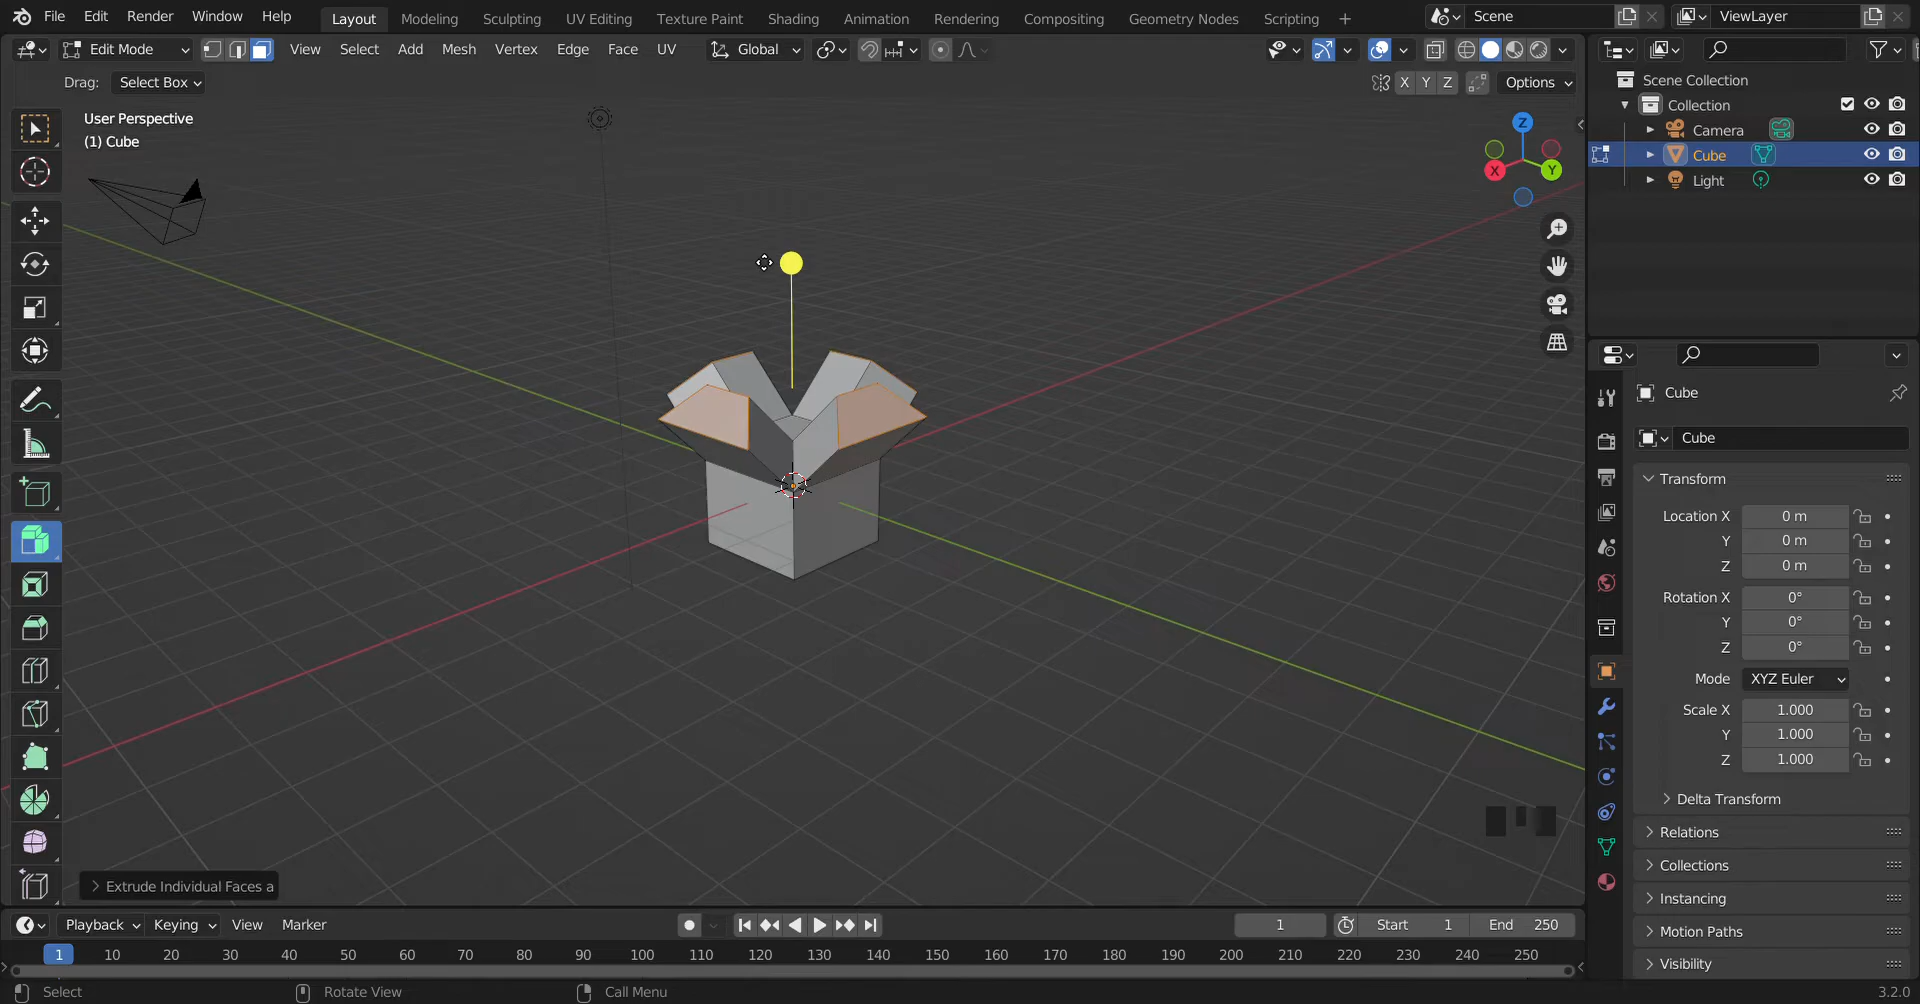 File Edit Render Window Help Layout Modeling Sculpting UV Editing Texture Paint Shading Animation Rendering Compositing Geometry Nodes Scripting + Scene ViewLayer
Edit Mode View Select Add Mesh Vertex Edge Face UV Global
Drag: Select Box X Y Z Options
User Perspective
(1) Cube
Z
X Y
Scene Collection
Collection
Camera
Cube
Light
Cube
Cube
Transform
Location X 0 m
Y 0 m
Z 0 m
Rotation X 0°
Y 0°
Z 0°
Mode XYZ Euler
Scale X 1.000
Y 1.000
Z 1.000
Delta Transform
Relations
Collections
Instancing
Motion Paths
Visibility
Extrude Individual Faces a
Playback Keying View Marker 1 Start 1 End 250
1 10 20 30 40 50 60 70 80 90 100 110 120 130 140 150 160 170 180 190 200 210 220 230 240 250
Select Rotate View Call Menu 3.2.0